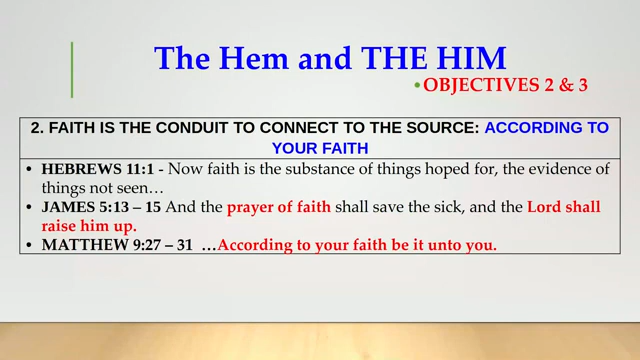 The Hem and THE HIM
• OBJECTIVES 2 & 3
2. FAITH IS THE CONDUIT TO CONNECT TO THE SOURCE: ACCORDING TO
YOUR FAITH
• HEBREWS 11:1 - Now faith is the substance of things hoped for, the evidence of
things not seen…
• JAMES 5:13 – 15 And the prayer of faith shall save the sick, and the Lord shall
raise him up.
• MATTHEW 9:27 – 31 …According to your faith be it unto you.